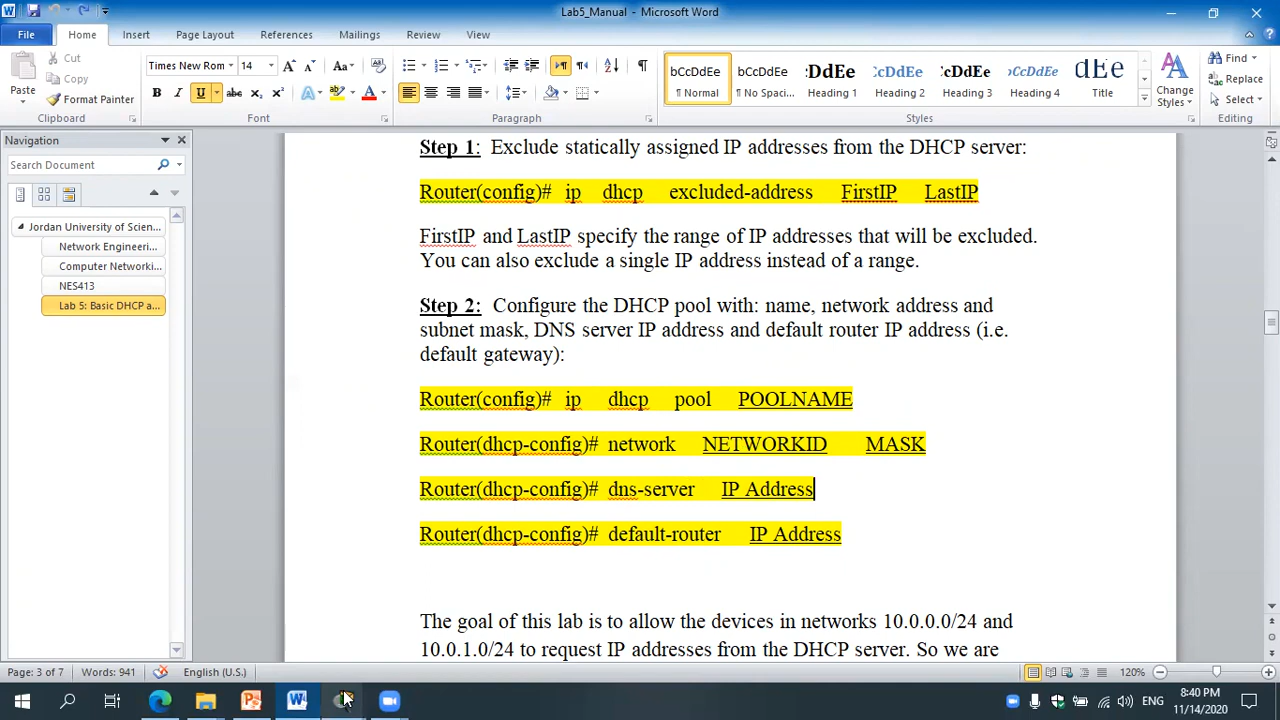 Lab5_Manual - Microsoft Word
File Home Insert Page Layout References Mailings Review View
Paste
Cut
Copy
Format Painter
Clipboard
Times New Rom 14
Font
Paragraph
bCcDdEe
¶ Normal
bCcDdEe
¶ No Spaci...
dDdEe
Heading 1
cDdEe
Heading 2
cDdEe
Heading 3
cCcDdEe
Heading 4
dEe
Title
Styles
Change
Styles
Find
Replace
Select
Editing
Navigation
Search Document
Jordan University of Scien...
Network Engineeri...
Computer Networki...
NES413
Lab 5: Basic DHCP a...
Step 1: Exclude statically assigned IP addresses from the DHCP server:
Router(config)# ip dhcp excluded-address FirstIP LastIP
FirstIP and LastIP specify the range of IP addresses that will be excluded.
You can also exclude a single IP address instead of a range.
Step 2: Configure the DHCP pool with: name, network address and
subnet mask, DNS server IP address and default router IP address (i.e.
default gateway):
Router(config)# ip dhcp pool POOLNAME
Router(dhcp-config)# network NETWORKID MASK
Router(dhcp-config)# dns-server IP Address
Router(dhcp-config)# default-router IP Address
The goal of this lab is to allow the devices in networks 10.0.0.0/24 and
10.0.1.0/24 to request IP addresses from the DHCP server. So we are
Page: 3 of 7 Words: 941 English (U.S.) 120%
ENG
8:40 PM
11/14/2020